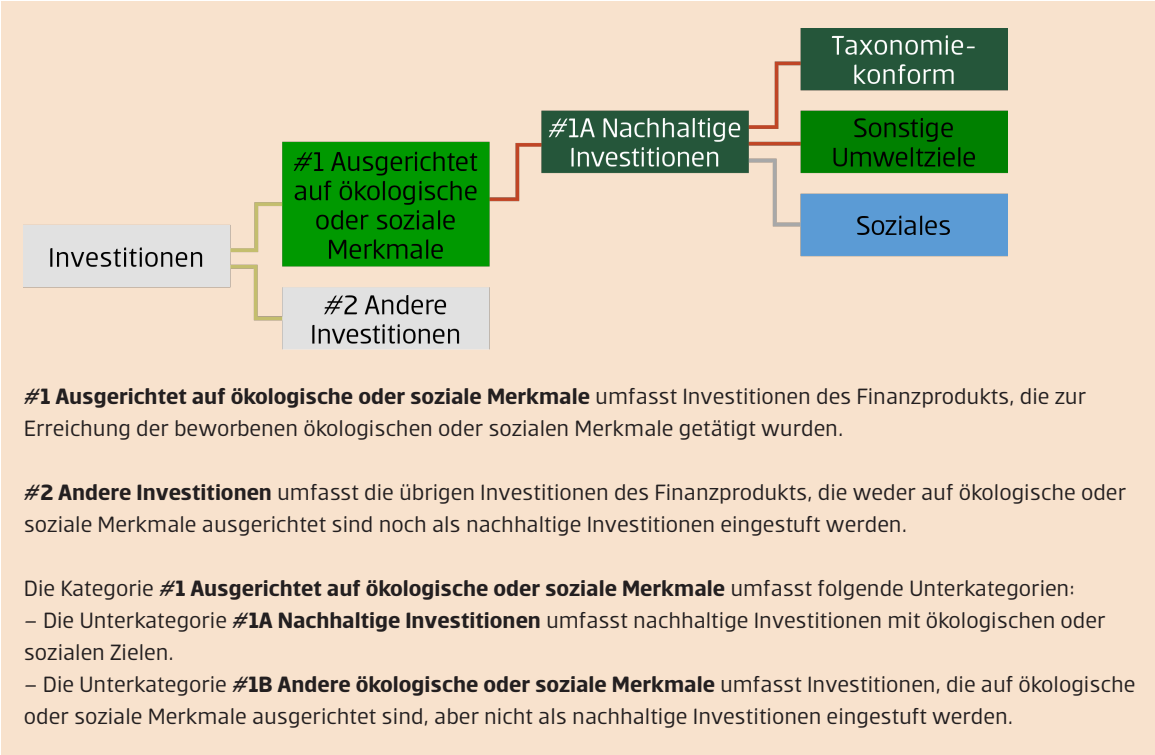 Taxonomie-
konform
#1A Nachhaltige
Investitionen
Sonstige
Umweltziele
#1 Ausgerichtet
auf ökologische
oder soziale
Merkmale
Soziales
Investitionen
#2 Andere
Investitionen
#1 Ausgerichtet auf ökologische oder soziale Merkmale umfasst Investitionen des Finanzprodukts, die zur
Erreichung der beworbenen ökologischen oder sozialen Merkmale getätigt wurden.
#2 Andere Investitionen umfasst die übrigen Investitionen des Finanzprodukts, die weder auf ökologische oder
soziale Merkmale ausgerichtet sind noch als nachhaltige Investitionen eingestuft werden.
Die Kategorie #1 Ausgerichtet auf ökologische oder soziale Merkmale umfasst folgende Unterkategorien:
– Die Unterkategorie #1A Nachhaltige Investitionen umfasst nachhaltige Investitionen mit ökologischen oder
sozialen Zielen.
– Die Unterkategorie #1B Andere ökologische oder soziale Merkmale umfasst Investitionen, die auf ökologische
oder soziale Merkmale ausgerichtet sind, aber nicht als nachhaltige Investitionen eingestuft werden.